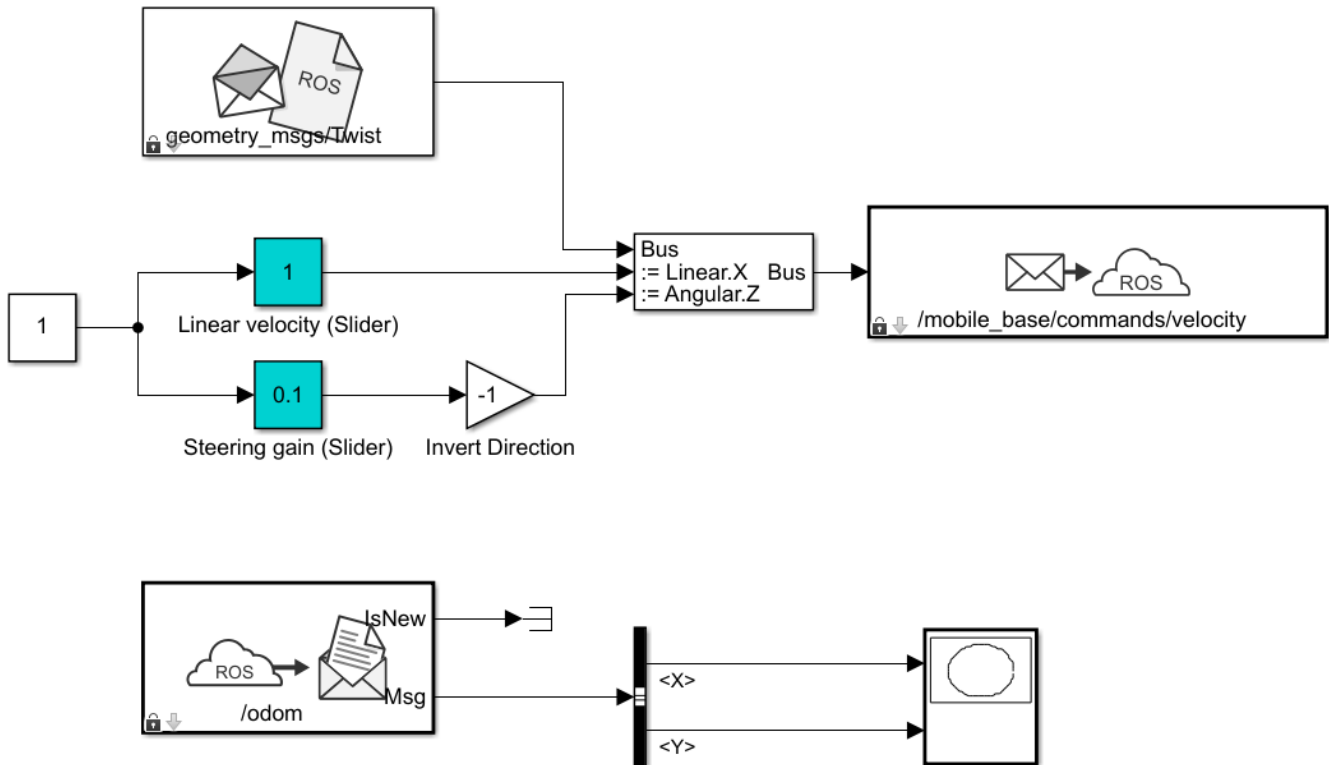 ROS
geometry_msgs/Twist
1
1
Linear velocity (Slider)
0.1
Steering gain (Slider)
-1
Invert Direction
Bus
:= Linear.X Bus
:= Angular.Z
ROS
/mobile_base/commands/velocity
ROS
/odom
IsNew
Msg
<X>
<Y>